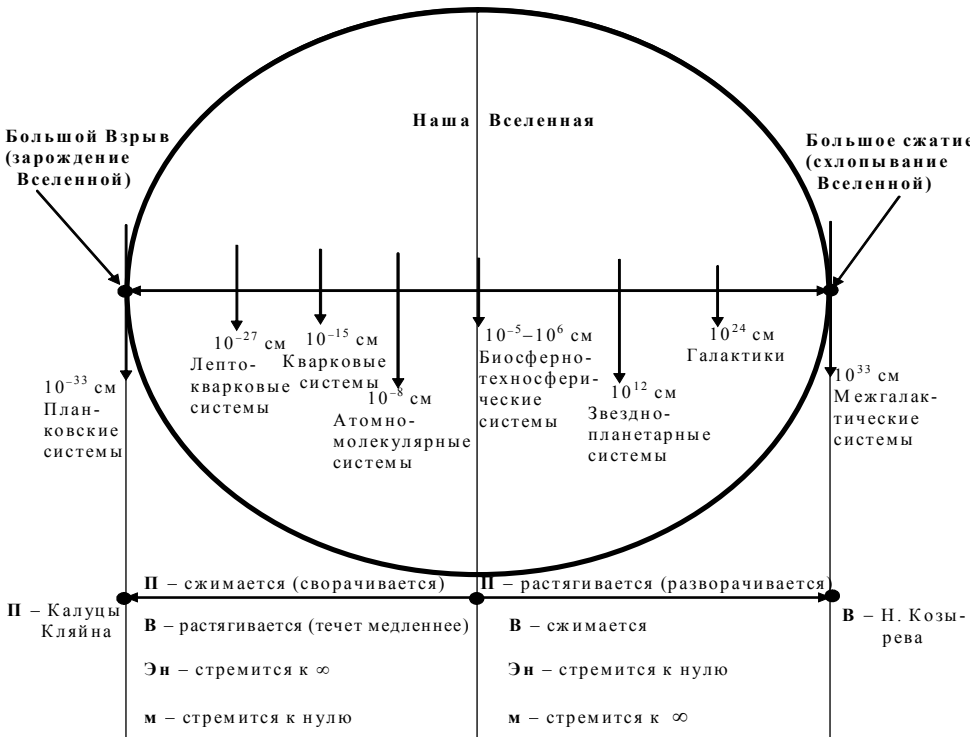 Наша Вселенная
Большой Взрыв
(зарождение
Вселенной)
Большое сжатие
(схлопывание
Вселенной)
10⁻³³ см
План-
ковские
системы
10⁻²⁷ см
Лепто-
кварковые
системы
10⁻¹⁵ см
Кварковые
системы
10⁻⁸ см
Атомно-
молекулярные
системы
10⁻⁵–10⁶ см
Биосферно-
техносфери-
ческие
системы
10¹² см
Звездно-
планетарные
системы
10²⁴ см
Галактики
10³³ см
Межгалак-
тические
системы
П – сжимается (сворачивается)
П – растягивается (разворачивается)
П – Калуцы
Кляйна
В – Н. Козы-
рева
В – растягивается (течет медленнее)
В – сжимается
Эн – стремится к ∞
Эн – стремится к нулю
м – стремится к нулю
м – стремится к ∞